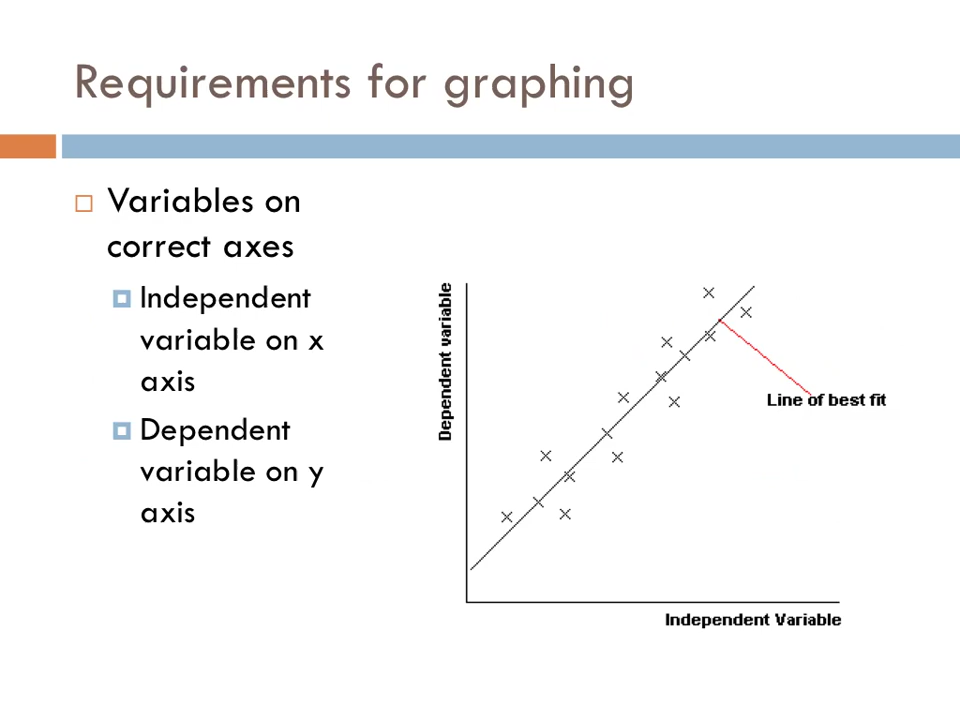 Requirements for graphing
Variables on
correct axes
Independent
variable on x
axis
Dependent
variable on y
axis
Dependent variable
Line of best fit
Independent Variable